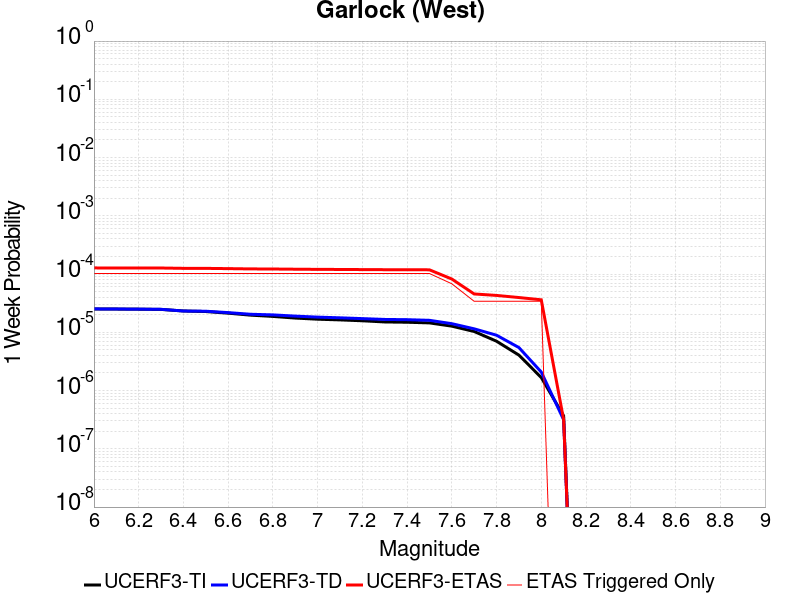 Garlock (West)
1 Week Probability
10^0
10^-1
10^-2
10^-3
10^-4
10^-5
10^-6
10^-7
10^-8
6 6.2 6.4 6.6 6.8 7 7.2 7.4 7.6 7.8 8 8.2 8.4 8.6 8.8 9
Magnitude
UCERF3-TI UCERF3-TD UCERF3-ETAS ETAS Triggered Only